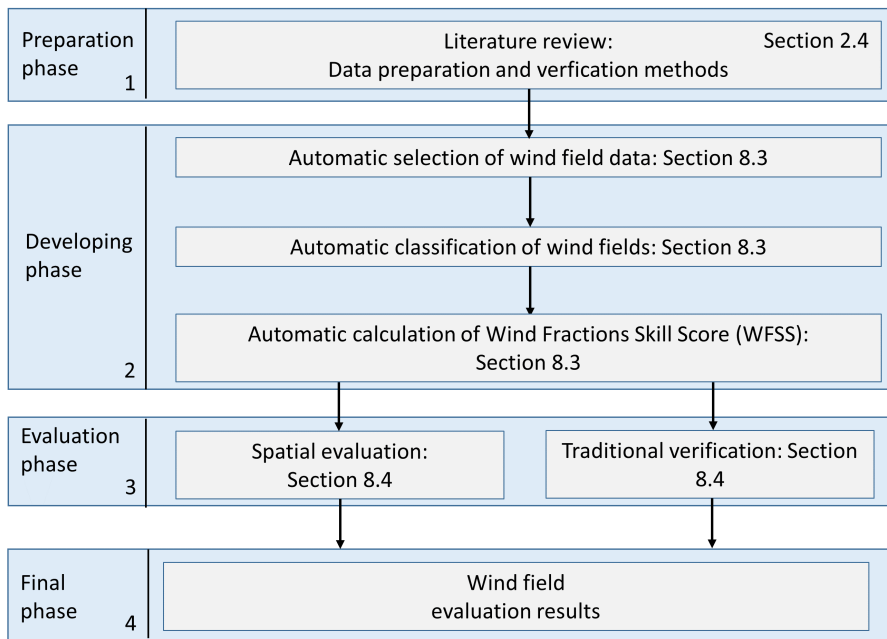 Preparation
phase
1
Literature review:
Section 2.4
Data preparation and verfication methods
Automatic selection of wind field data: Section 8.3
Developing
phase
2
Automatic classification of wind fields: Section 8.3
Automatic calculation of Wind Fractions Skill Score (WFSS):
Section 8.3
Evaluation
phase
3
Spatial evaluation:
Section 8.4
Traditional verification: Section
8.4
Final
phase
4
Wind field
evaluation results